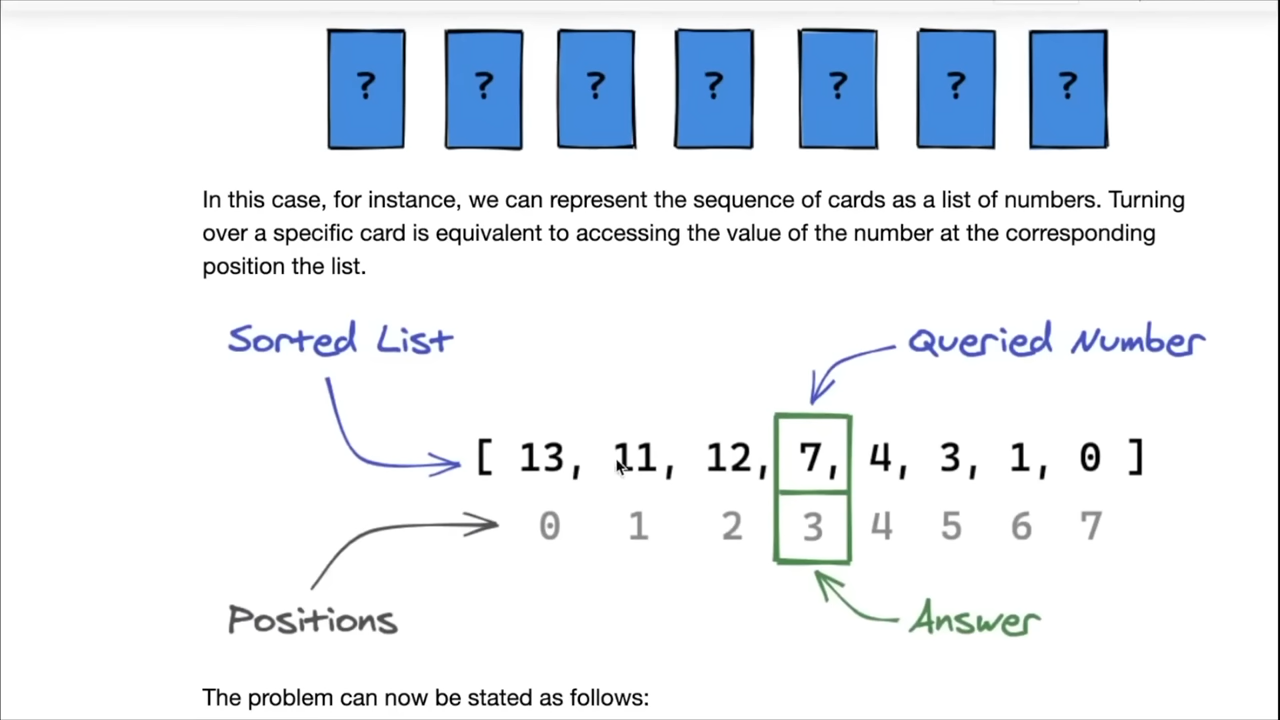 ? ? ? ? ? ? ?
In this case, for instance, we can represent the sequence of cards as a list of numbers. Turning
over a specific card is equivalent to accessing the value of the number at the corresponding
position the list.
Sorted List
Queried Number
[ 13, 11, 12, 7, 4, 3, 1, 0 ]
0 1 2 3 4 5 6 7
Positions
Answer
The problem can now be stated as follows: